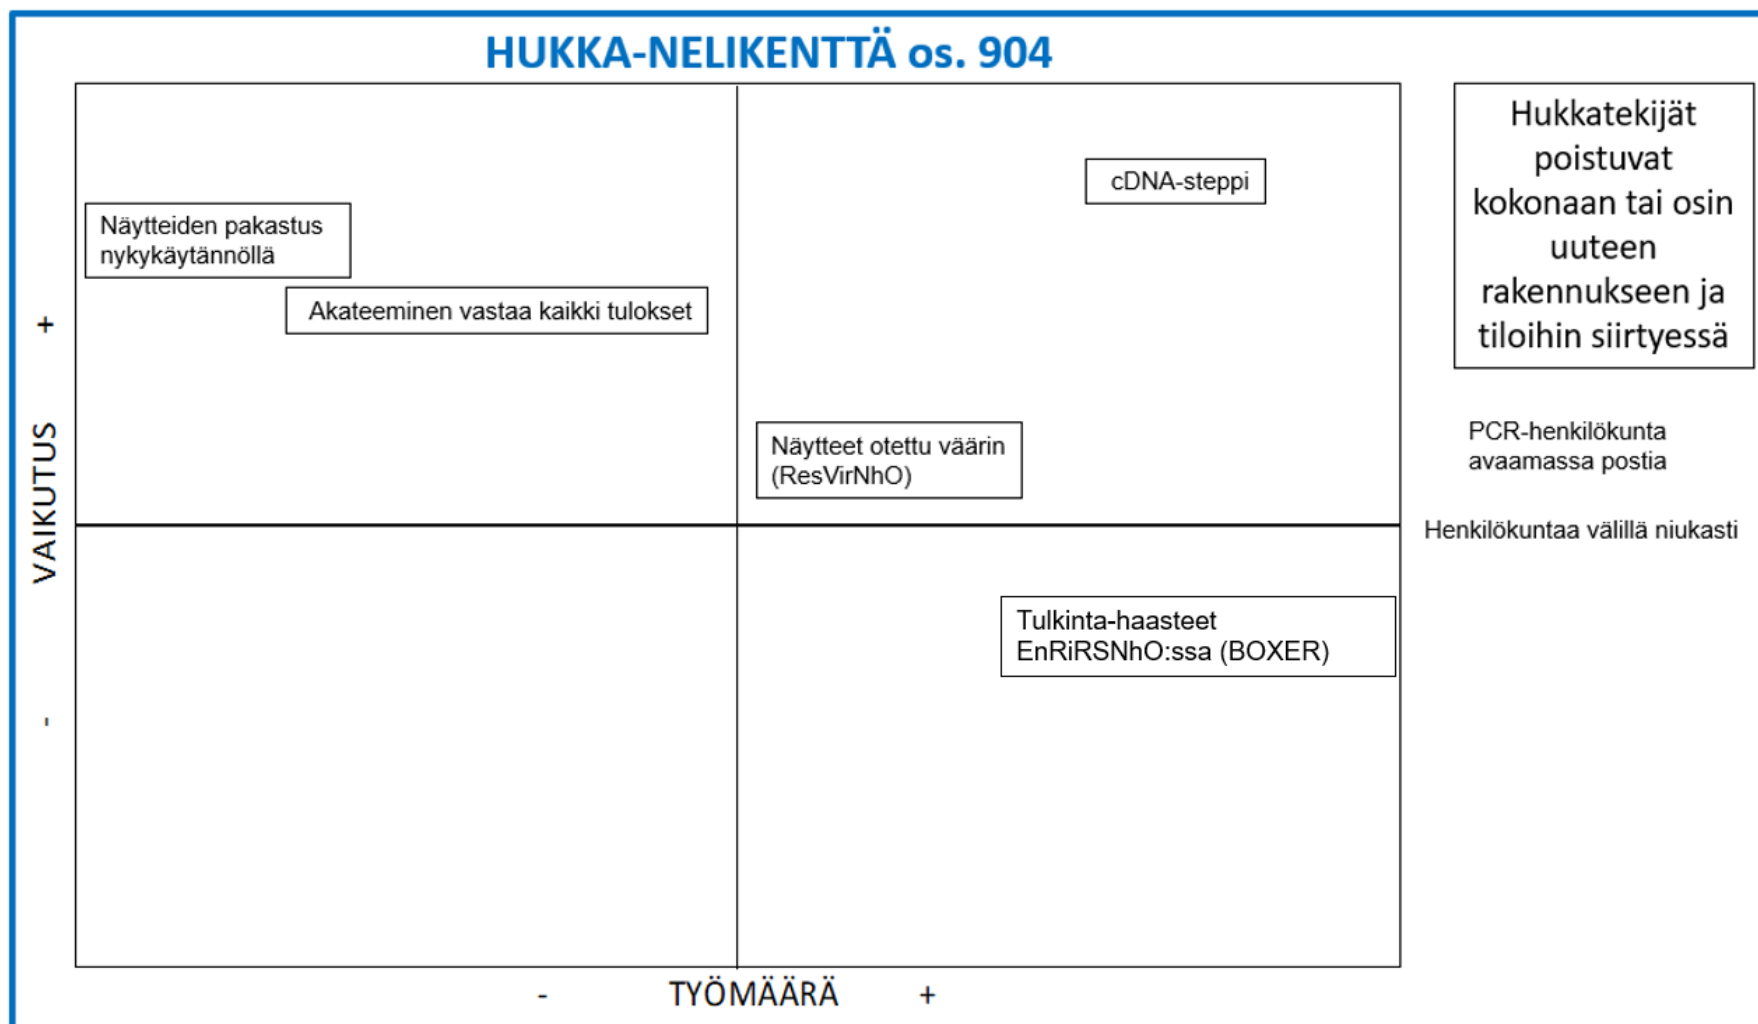 HUKKA-NELIKENTTÄ os. 904
Hukkatekijät
poistuvat
kokonaan tai osin
uuteen
rakennukseen ja
tiloihin siirtyessä
cDNA-steppi
Näytteiden pakastus
nykykäytännöllä
Akateeminen vastaa kaikki tulokset
+
VAIKUTUS
-
Näytteet otettu väärin
(ResVirNhO)
PCR-henkilökunta
avaamassa postia
Henkilökuntaa välillä niukasti
Tulkinta-haasteet
EnRiRSNhO:ssa (BOXER)
- TYÖMÄÄRÄ +